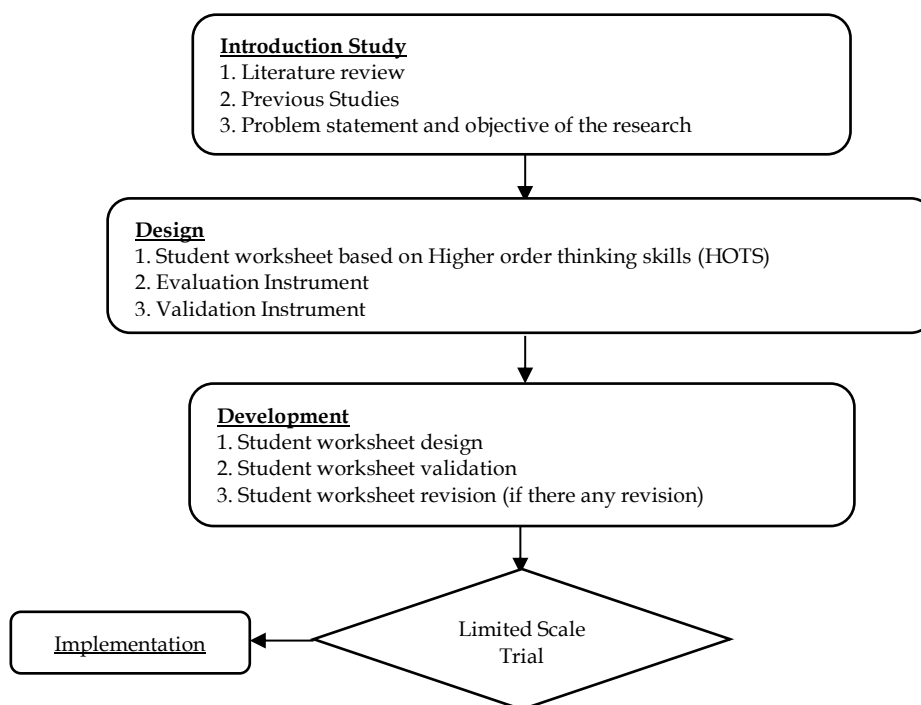 Introduction Study
1. Literature review
2. Previous Studies
3. Problem statement and objective of the research
Design
1. Student worksheet based on Higher order thinking skills (HOTS)
2. Evaluation Instrument
3. Validation Instrument
Development
1. Student worksheet design
2. Student worksheet validation
3. Student worksheet revision (if there any revision)
Limited Scale
Trial
Implementation